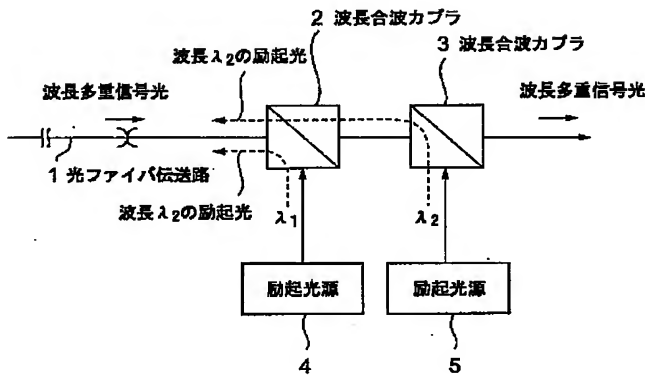 2 波長合波カプラ
3 波長合波カプラ
波長λ2の励起光
波長多重信号光
波長多重信号光
1 光ファイバ伝送路
波長λ2の励起光
λ1
λ2
励起光源
励起光源
4
5